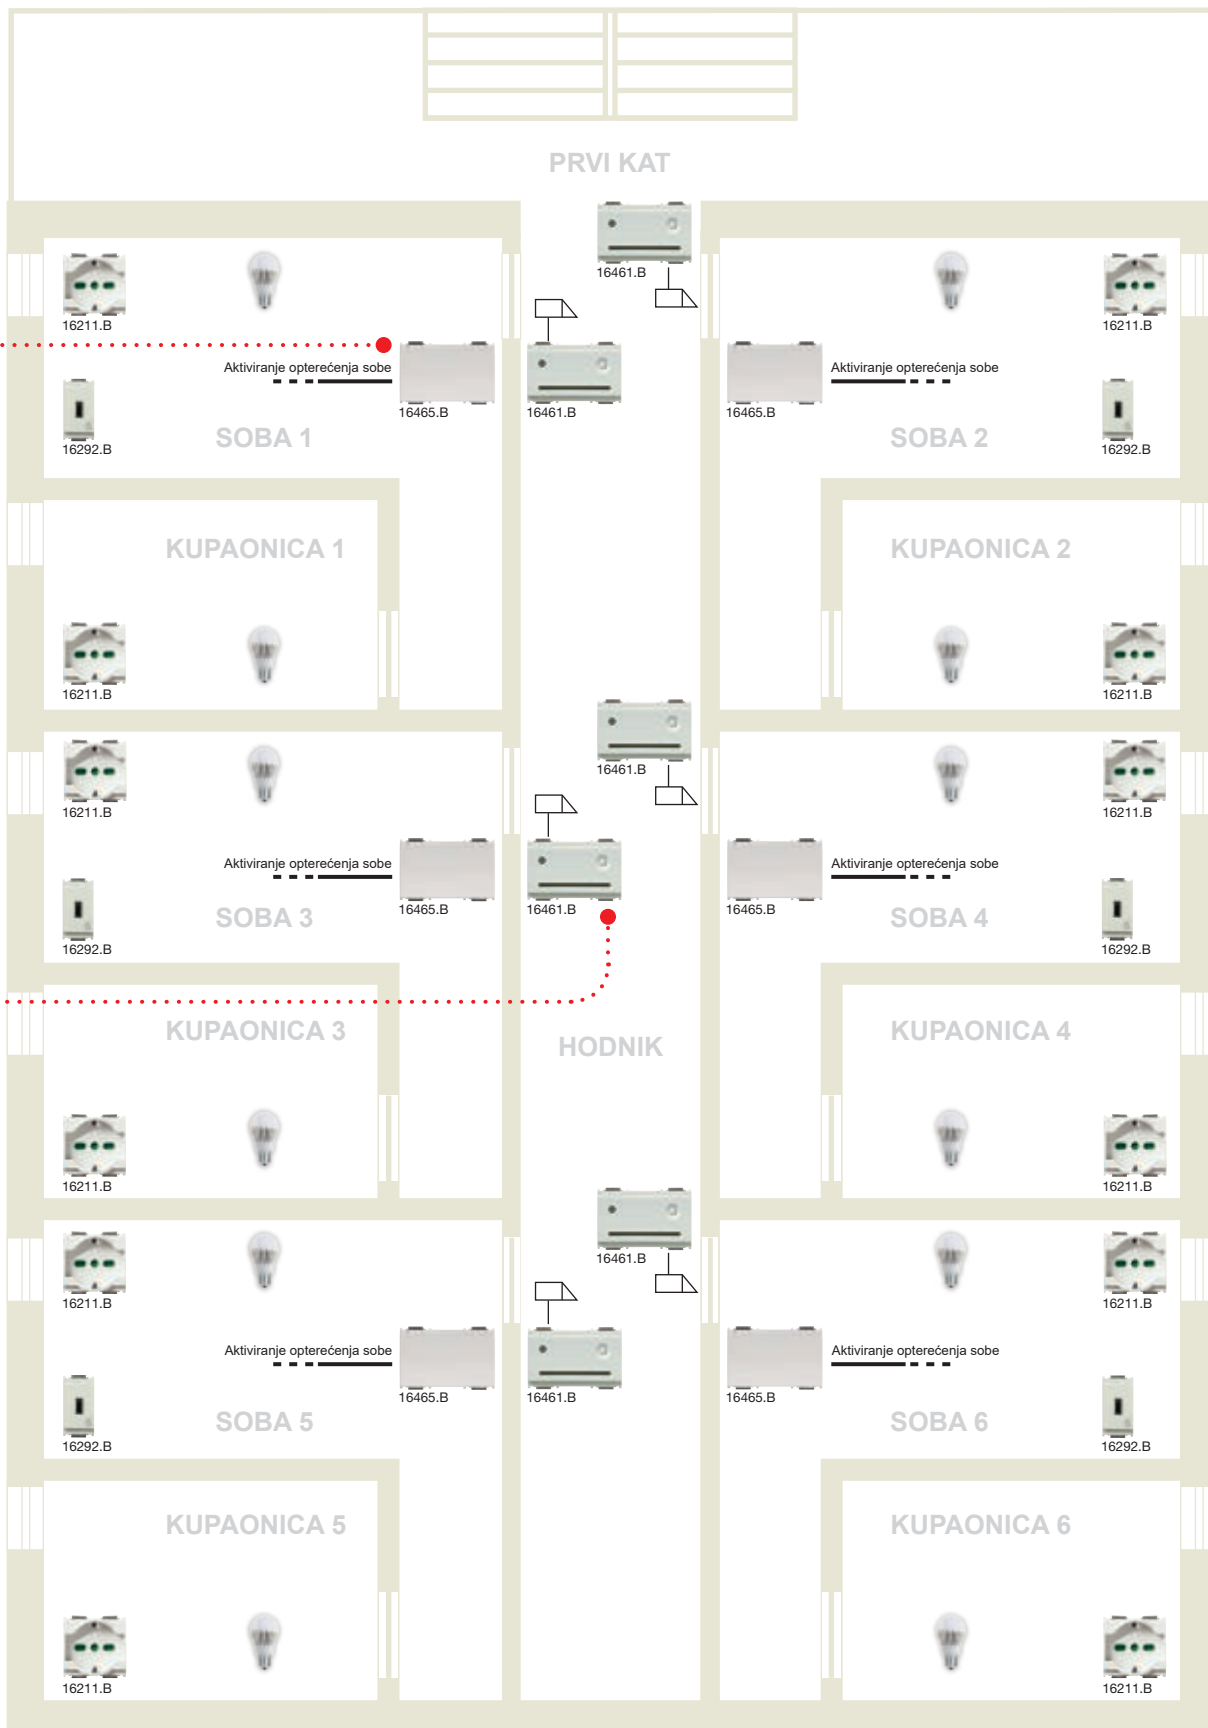 PRVI KAT
16461.B
16211.B
16211.B
Aktiviranje opterećenja sobe
Aktiviranje opterećenja sobe
16465.B
16461.B
16465.B
SOBA 1
SOBA 2
16292.B
16292.B
KUPAONICA 1
KUPAONICA 2
16211.B
16211.B
16461.B
16211.B
16211.B
Aktiviranje opterećenja sobe
Aktiviranje opterećenja sobe
16465.B
16461.B
16465.B
SOBA 3
SOBA 4
16292.B
16292.B
KUPAONICA 3
HODNIK
KUPAONICA 4
16211.B
16211.B
16461.B
16211.B
16211.B
Aktiviranje opterećenja sobe
Aktiviranje opterećenja sobe
16465.B
16461.B
16465.B
SOBA 5
SOBA 6
16292.B
16292.B
KUPAONICA 5
KUPAONICA 6
16211.B
16211.B